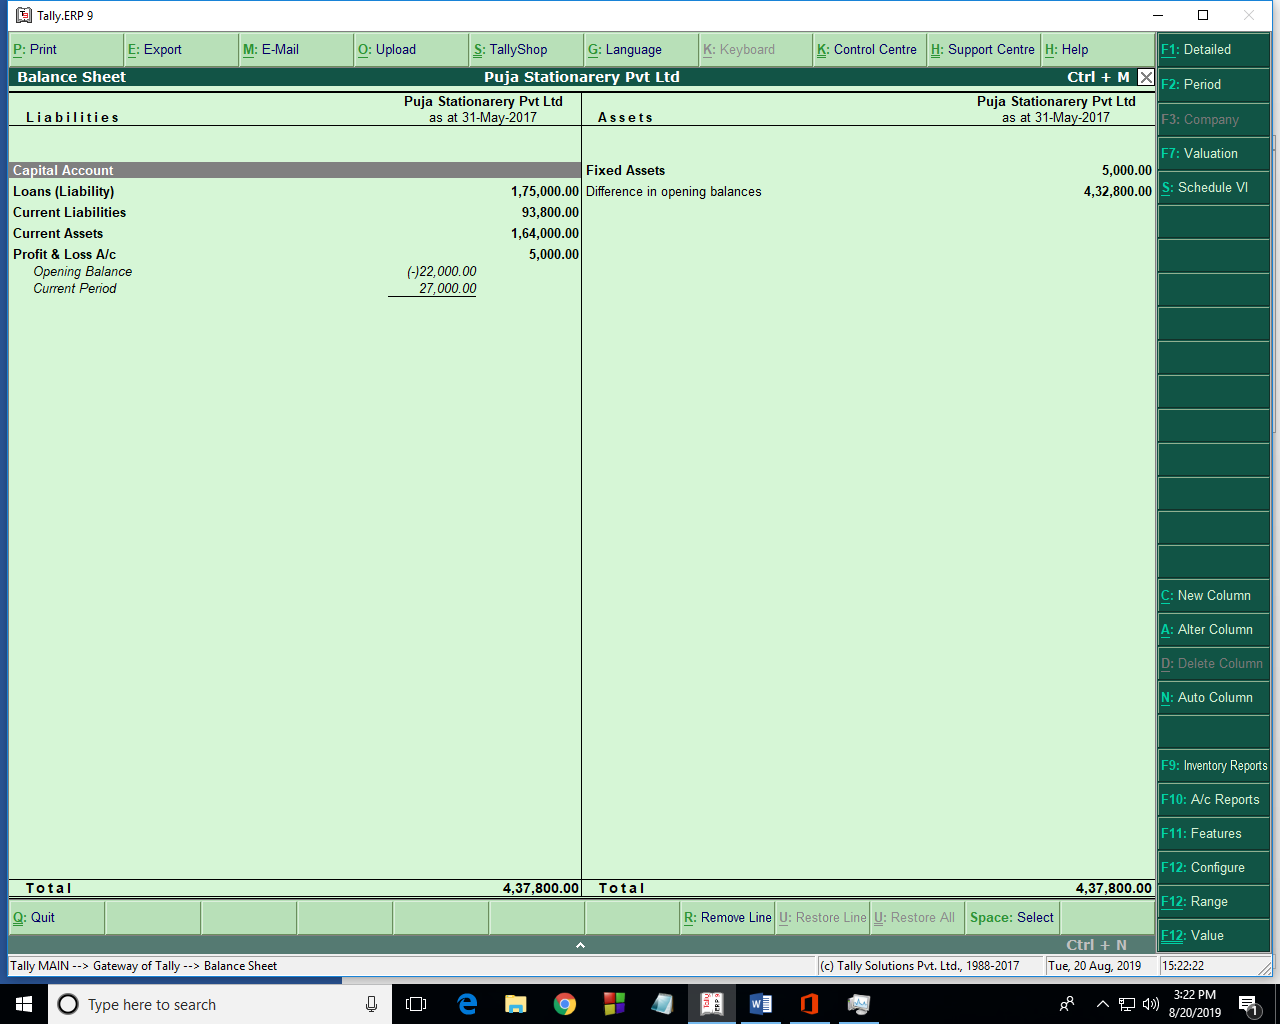 Tally.ERP 9
P: Print E: Export M: E-Mail O: Upload S: TallyShop G: Language K: Keyboard K: Control Centre H: Support Centre H: Help
Balance Sheet Puja Stationarery Pvt Ltd Ctrl + M
Puja Stationarery Pvt Ltd Puja Stationarery Pvt Ltd
Liabilities as at 31-May-2017 Assets as at 31-May-2017
Capital Account Fixed Assets 5,000.00
Loans (Liability) 1,75,000.00 Difference in opening balances 4,32,800.00
Current Liabilities 93,800.00
Current Assets 1,64,000.00
Profit & Loss A/c 5,000.00
Opening Balance (-)22,000.00
Current Period 27,000.00
Total 4,37,800.00 Total 4,37,800.00
F1: Detailed
F2: Period
F3: Company
F7: Valuation
S: Schedule VI
C: New Column
A: Alter Column
D: Delete Column
N: Auto Column
F9: Inventory Reports
F10: A/c Reports
F11: Features
F12: Configure
F12: Range
F12: Value
Q: Quit R: Remove Line U: Restore Line U: Restore All Space: Select
Ctrl + N
Tally MAIN --> Gateway of Tally --> Balance Sheet (c) Tally Solutions Pvt. Ltd., 1988-2017 Tue, 20 Aug, 2019 15:22:22
Type here to search
3:22 PM
8/20/2019
1